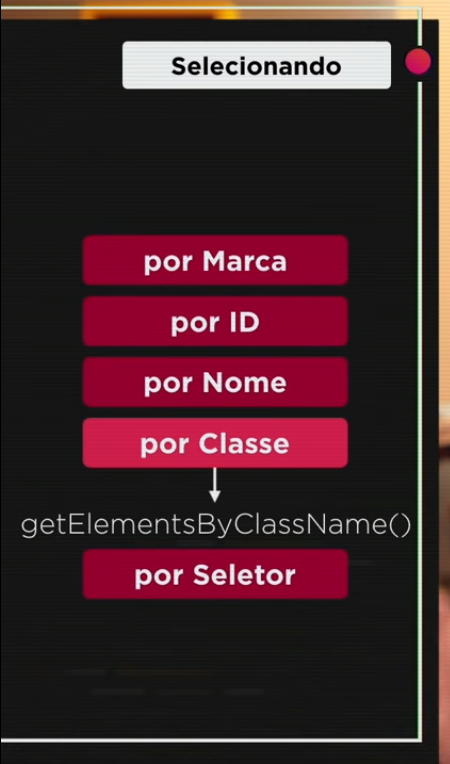 Selecionando
por Marca
por ID
por Nome
por Classe
getElementsByClassName()
por Seletor